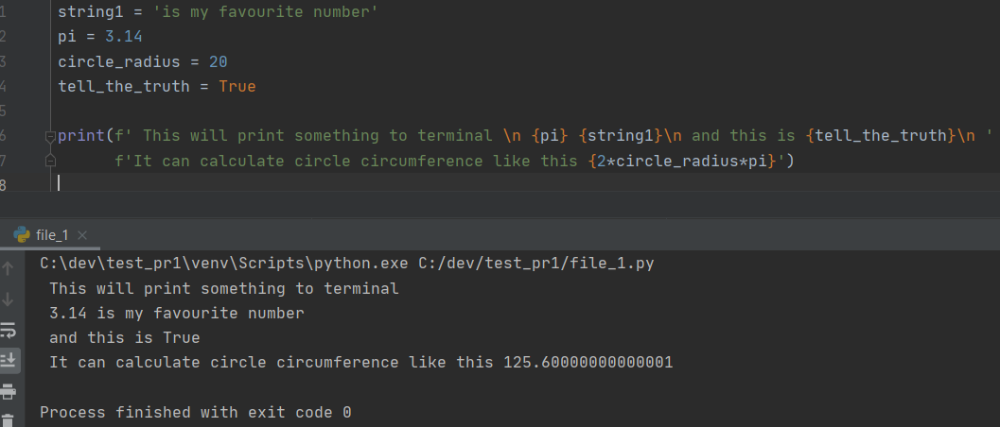 1 string1 = 'is my favourite number'
2 pi = 3.14
3 circle_radius = 20
4 tell_the_truth = True
5
6 print(f' This will print something to terminal \n {pi} {string1}\n and this is {tell_the_truth}\n '
7 f'It can calculate circle circumference like this {2*circle_radius*pi}')
8
file_1
C:\dev\test_pr1\venv\Scripts\python.exe C:/dev/test_pr1/file_1.py
This will print something to terminal
3.14 is my favourite number
and this is True
It can calculate circle circumference like this 125.60000000000001
Process finished with exit code 0